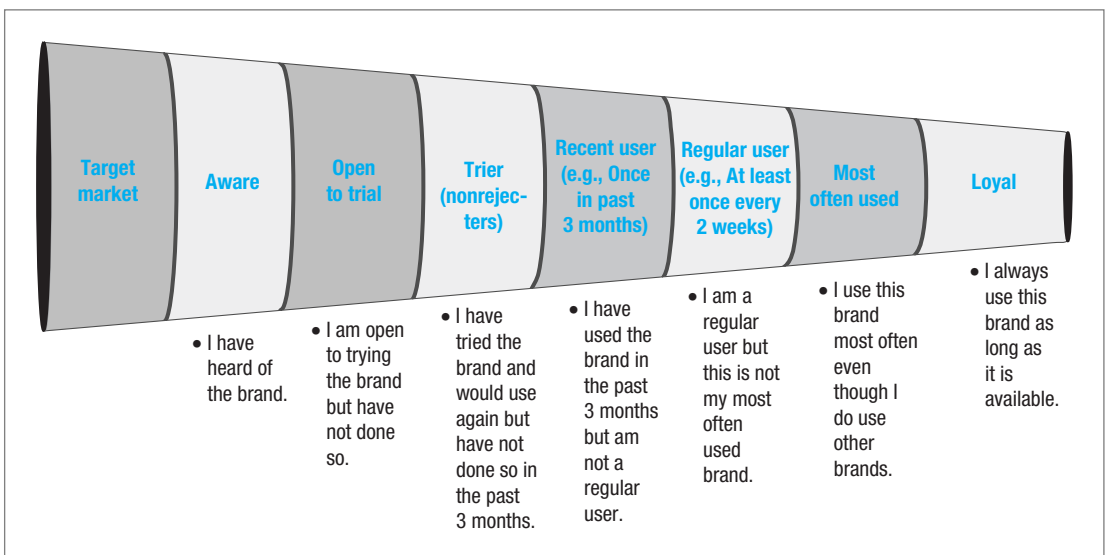 Target
market
Aware
Open
to trial
Trier
(nonrejec-
ters)
Recent user
(e.g., Once
in past
3 months)
Regular user
(e.g., At least
once every
2 weeks)
Most
often used
Loyal
• I have
heard of
the brand.
• I am open
to trying
the brand
but have
not done
so.
• I have
tried the
brand and
would use
again but
have not
done so in
the past
3 months.
• I have
used the
brand in
the past
3 months
but am
not a
regular
user.
• I am a
regular
user but
this is not
my most
often
used
brand.
• I use this
brand
most often
even
though I
do use
other
brands.
• I always
use this
brand as
long as
it is
available.